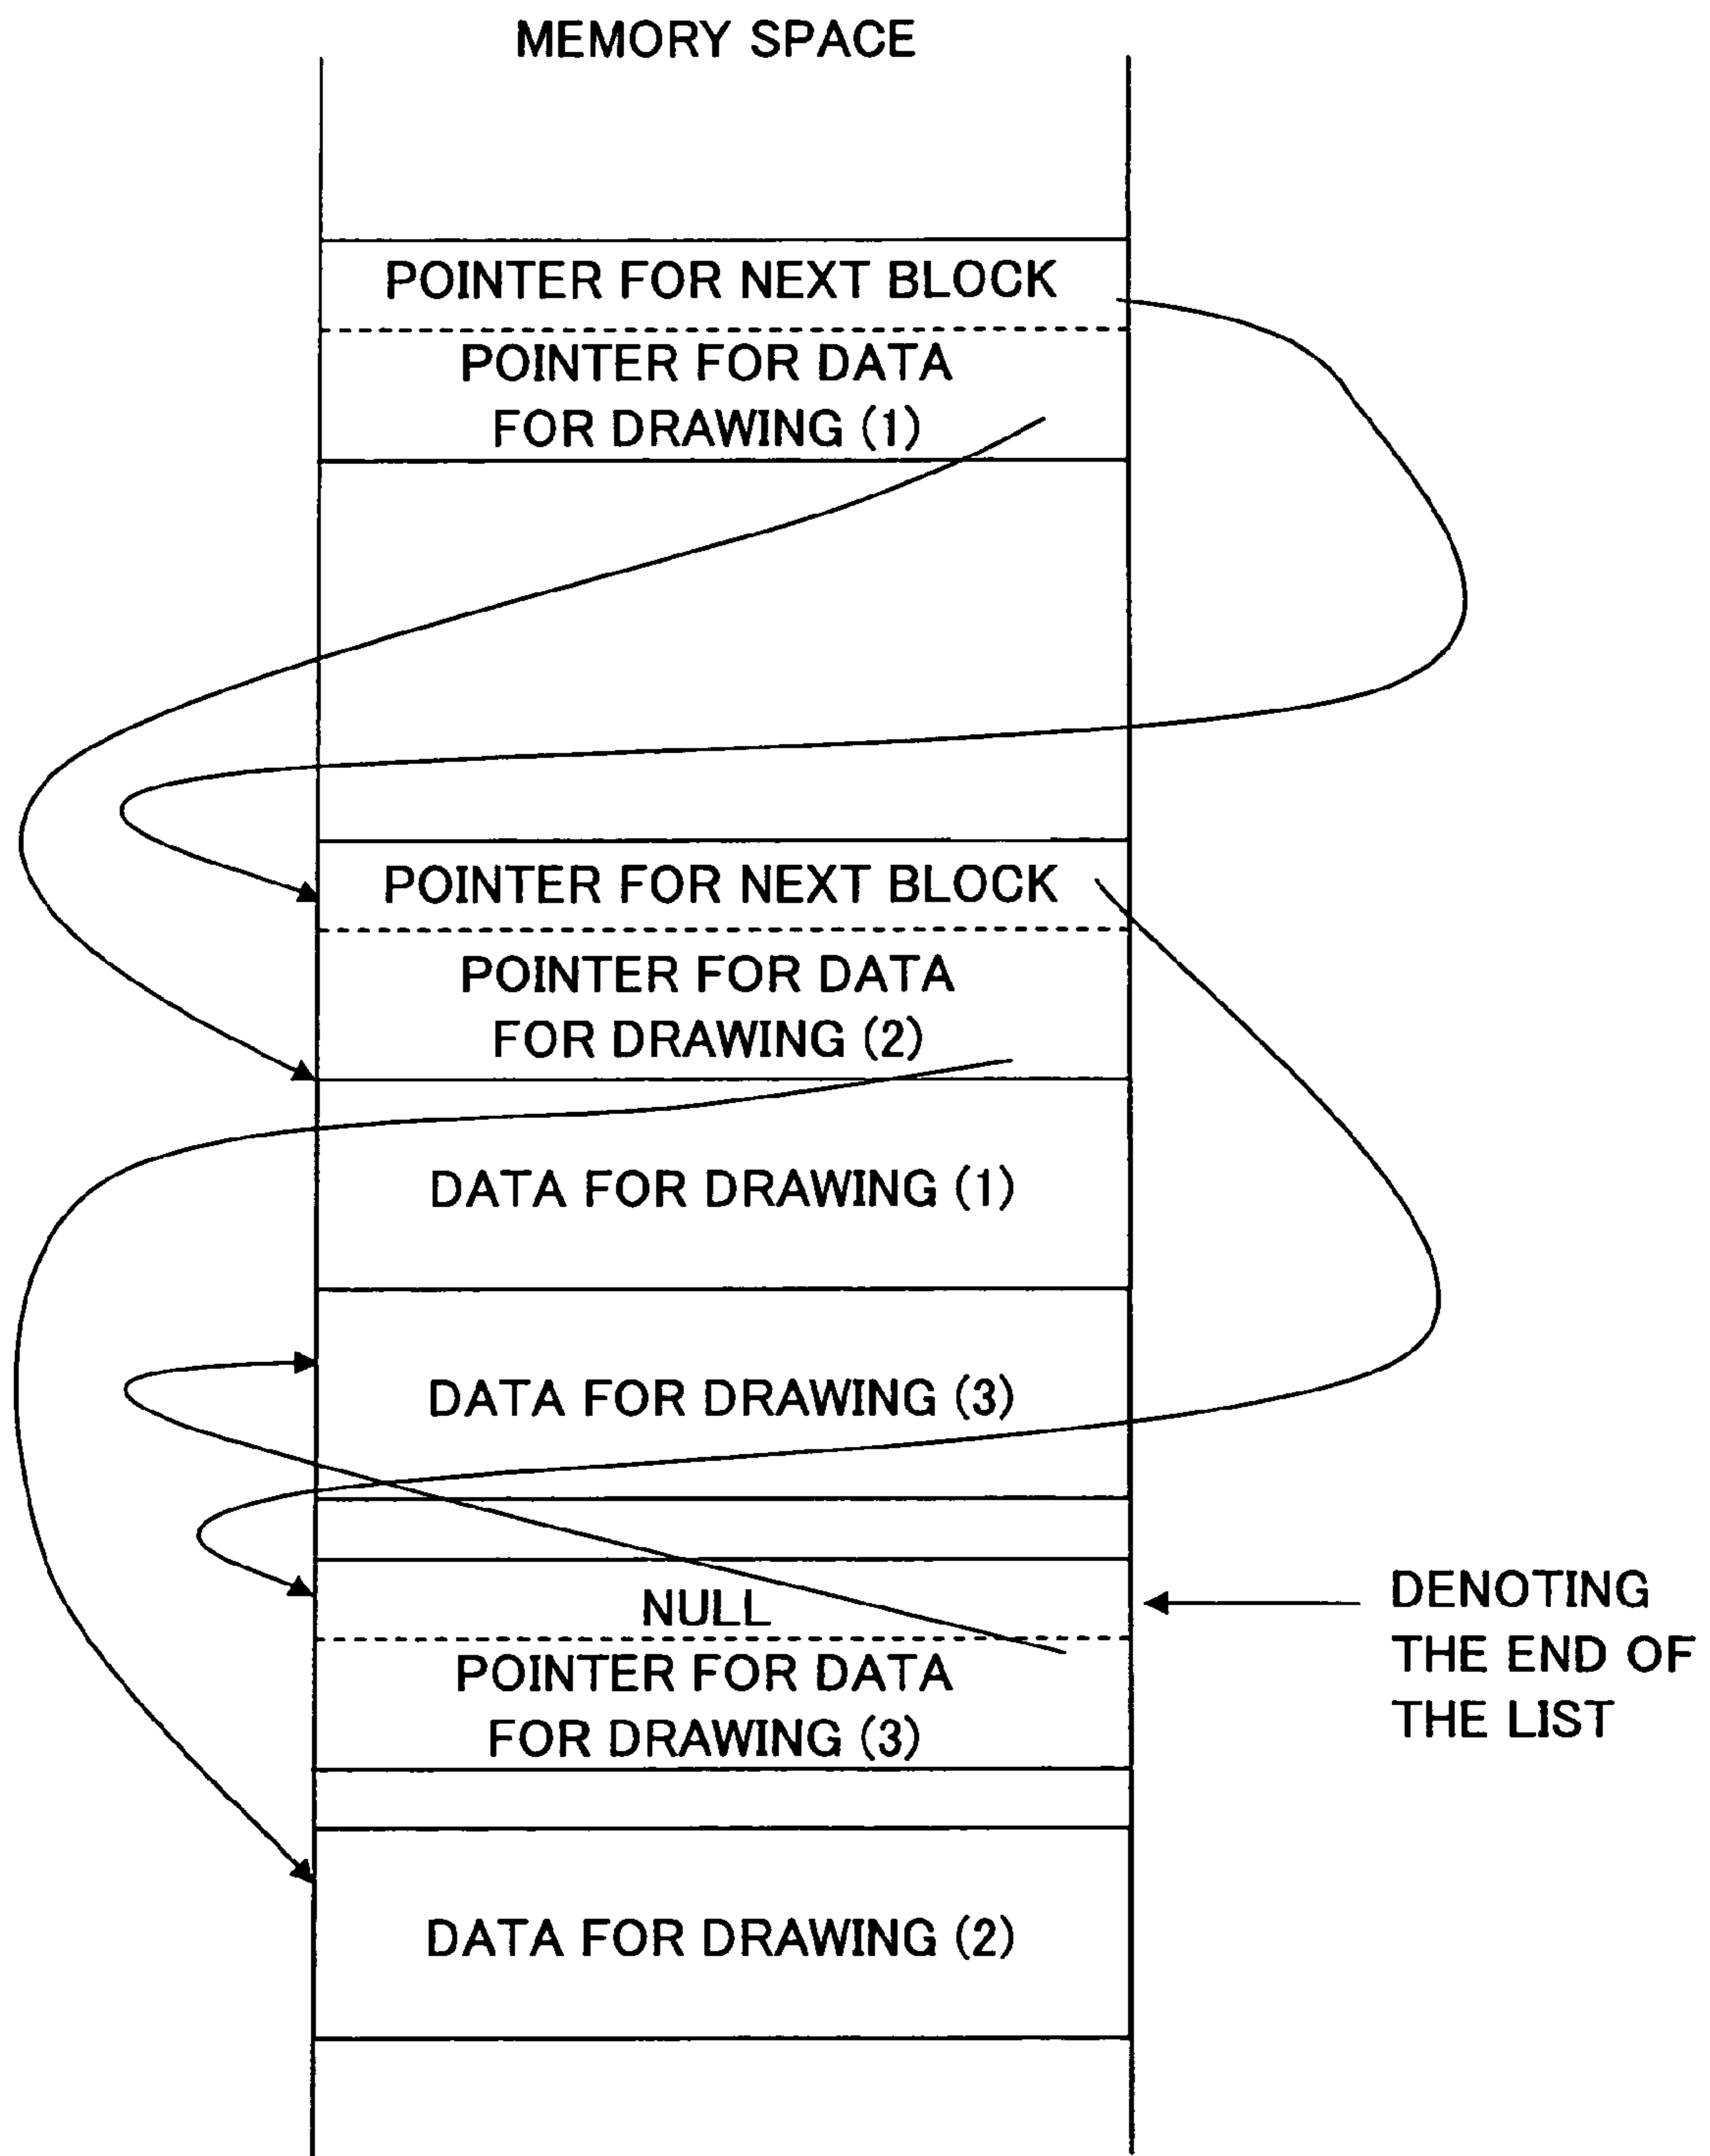 MEMORY SPACE
POINTER FOR NEXT BLOCK
POINTER FOR DATA
FOR DRAWING (1)
POINTER FOR NEXT BLOCK
POINTER FOR DATA
FOR DRAWING (2)
DATA FOR DRAWING (1)
DATA FOR DRAWING (3)
NULL
POINTER FOR DATA
FOR DRAWING (3)
DENOTING
THE END OF
THE LIST
DATA FOR DRAWING (2)